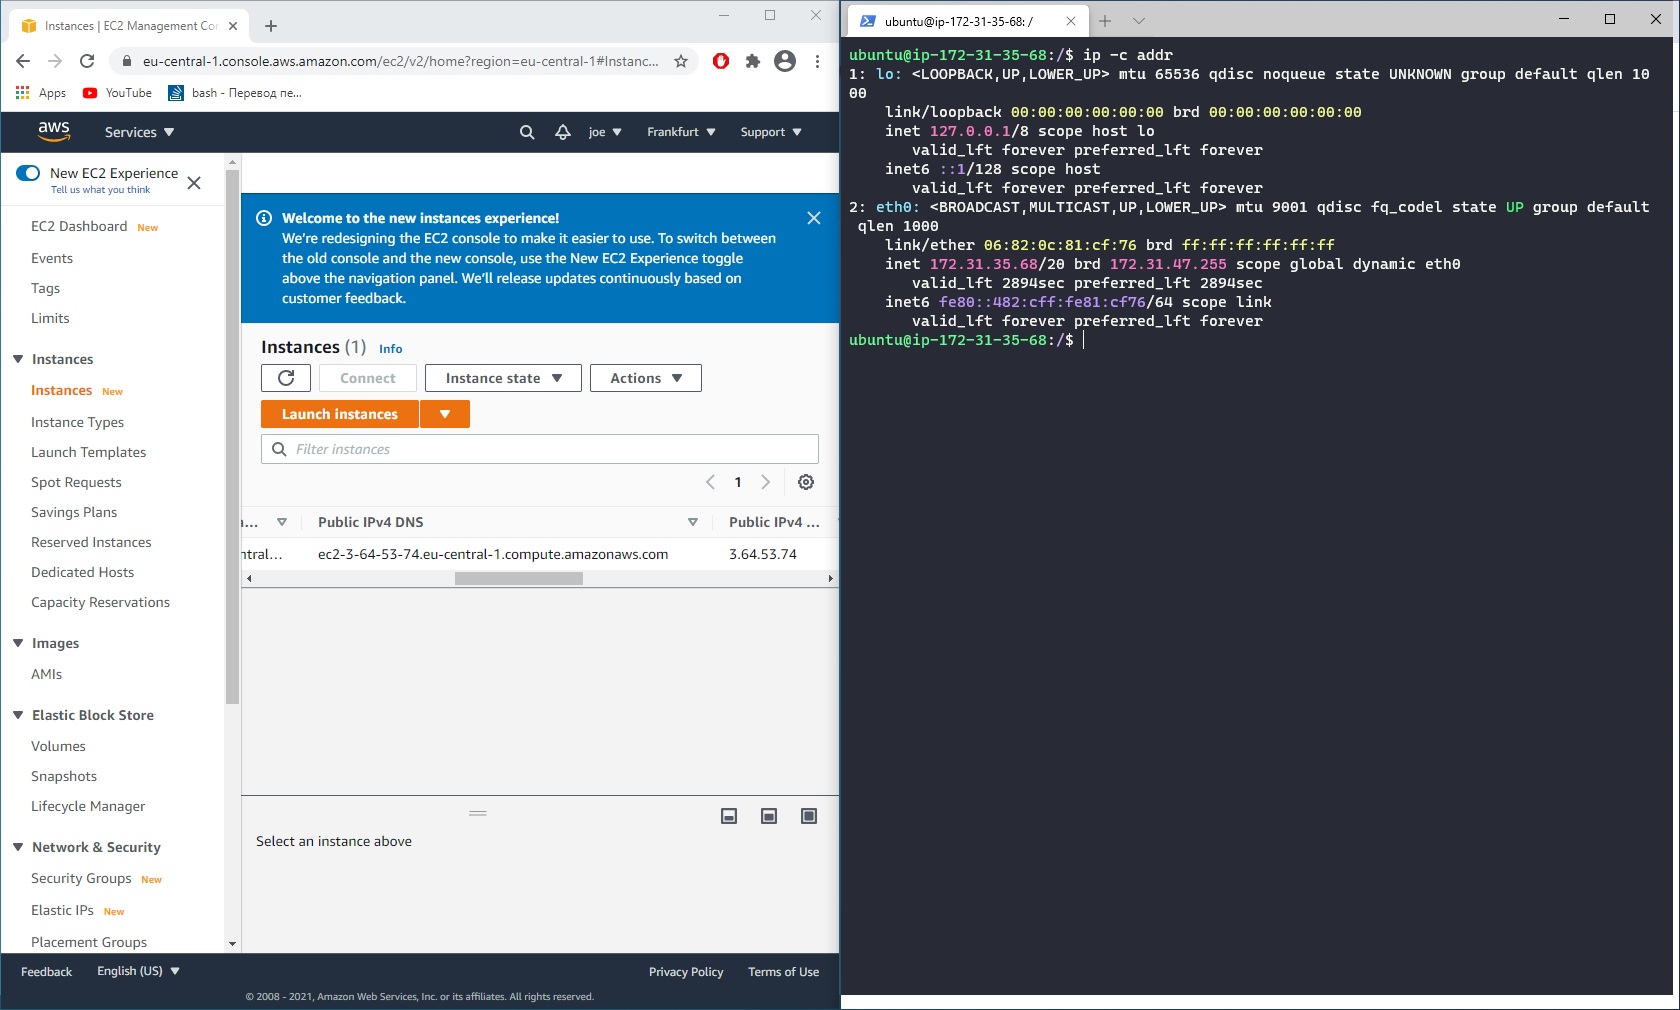 Instances | EC2 Management Con
eu-central-1.console.aws.amazon.com/ec2/v2/home?region=eu-central-1#Instanc...
Apps YouTube bash - Перевод пе...
aws Services joe Frankfurt Support
New EC2 Experience
Tell us what you think
EC2 Dashboard New
Events
Tags
Limits
Instances
Instances New
Instance Types
Launch Templates
Spot Requests
Savings Plans
Reserved Instances
Dedicated Hosts
Capacity Reservations
Images
AMIs
Elastic Block Store
Volumes
Snapshots
Lifecycle Manager
Network & Security
Security Groups New
Elastic IPs New
Placement Groups
Welcome to the new instances experience!
We're redesigning the EC2 console to make it easier to use. To switch between
the old console and the new console, use the New EC2 Experience toggle
above the navigation panel. We'll release updates continuously based on
customer feedback.
Instances (1) Info
Connect Instance state Actions
Launch instances
Filter instances
1
Public IPv4 DNS Public IPv4 ...
ntral... ec2-3-64-53-74.eu-central-1.compute.amazonaws.com 3.64.53.74
Select an instance above
Feedback English (US) Privacy Policy Terms of Use
© 2008 - 2021, Amazon Web Services, Inc. or its affiliates. All rights reserved.
ubuntu@ip-172-31-35-68: /
ubuntu@ip-172-31-35-68:/$ ip -c addr
1: lo: <LOOPBACK,UP,LOWER_UP> mtu 65536 qdisc noqueue state UNKNOWN group default qlen 10
00
link/loopback 00:00:00:00:00:00 brd 00:00:00:00:00:00
inet 127.0.0.1/8 scope host lo
valid_lft forever preferred_lft forever
inet6 ::1/128 scope host
valid_lft forever preferred_lft forever
2: eth0: <BROADCAST,MULTICAST,UP,LOWER_UP> mtu 9001 qdisc fq_codel state UP group default
qlen 1000
link/ether 06:82:0c:81:cf:76 brd ff:ff:ff:ff:ff:ff
inet 172.31.35.68/20 brd 172.31.47.255 scope global dynamic eth0
valid_lft 2894sec preferred_lft 2894sec
inet6 fe80::482:cff:fe81:cf76/64 scope link
valid_lft forever preferred_lft forever
ubuntu@ip-172-31-35-68:/$